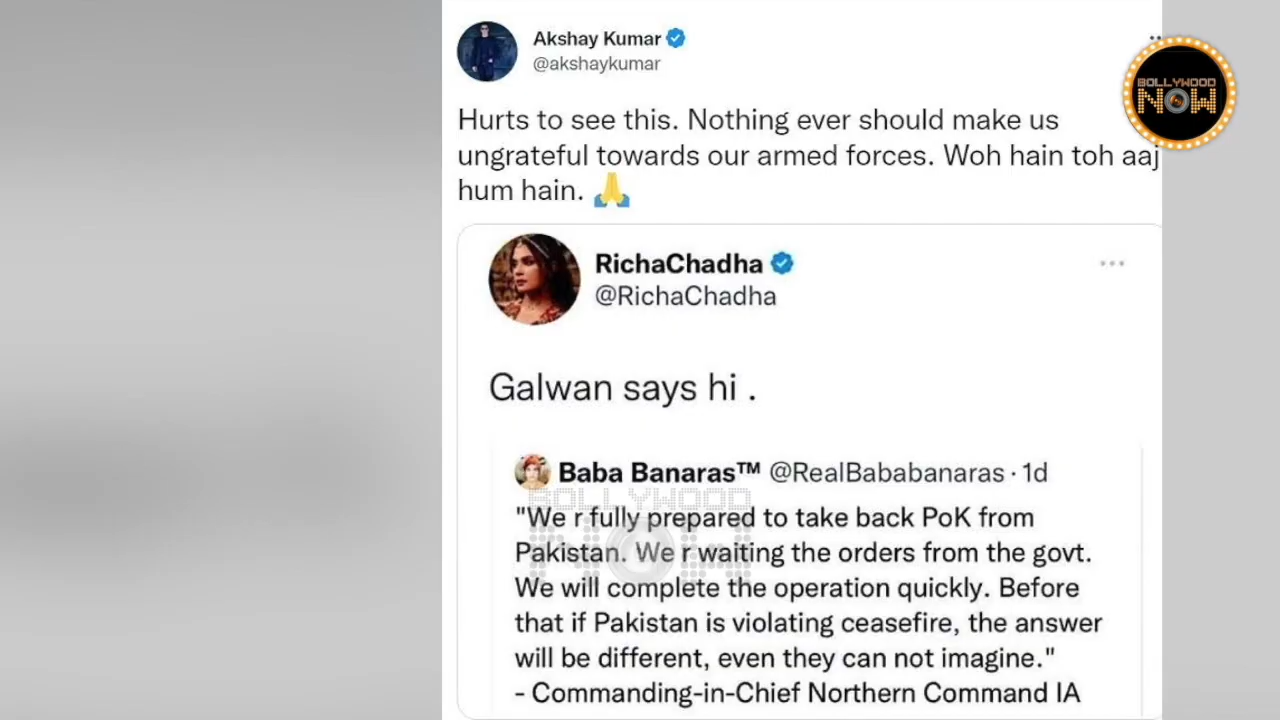 Akshay Kumar
@akshaykumar
BOLLYWOOD
NOW
Hurts to see this. Nothing ever should make us
ungrateful towards our armed forces. Woh hain toh aaj
hum hain. 🙏
RichaChadha
@RichaChadha
Galwan says hi .
Baba Banaras™ @RealBababanaras · 1d
BOLLYWOOD
NOW
"We r fully prepared to take back PoK from
Pakistan. We r waiting the orders from the govt.
We will complete the operation quickly. Before
that if Pakistan is violating ceasefire, the answer
will be different, even they can not imagine."
- Commanding-in-Chief Northern Command IA